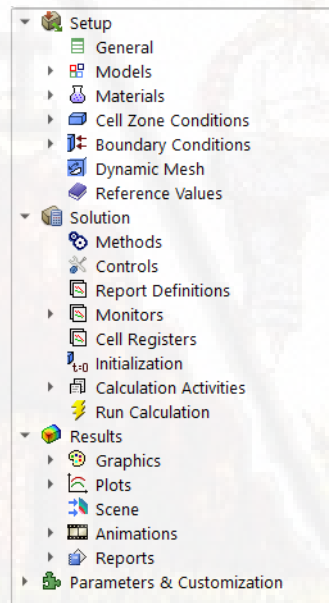 Setup
General
Models
Materials
Cell Zone Conditions
Boundary Conditions
Dynamic Mesh
Reference Values
Solution
Methods
Controls
Report Definitions
Monitors
Cell Registers
t=0 Initialization
Calculation Activities
Run Calculation
Results
Graphics
Plots
Scene
Animations
Reports
Parameters & Customization